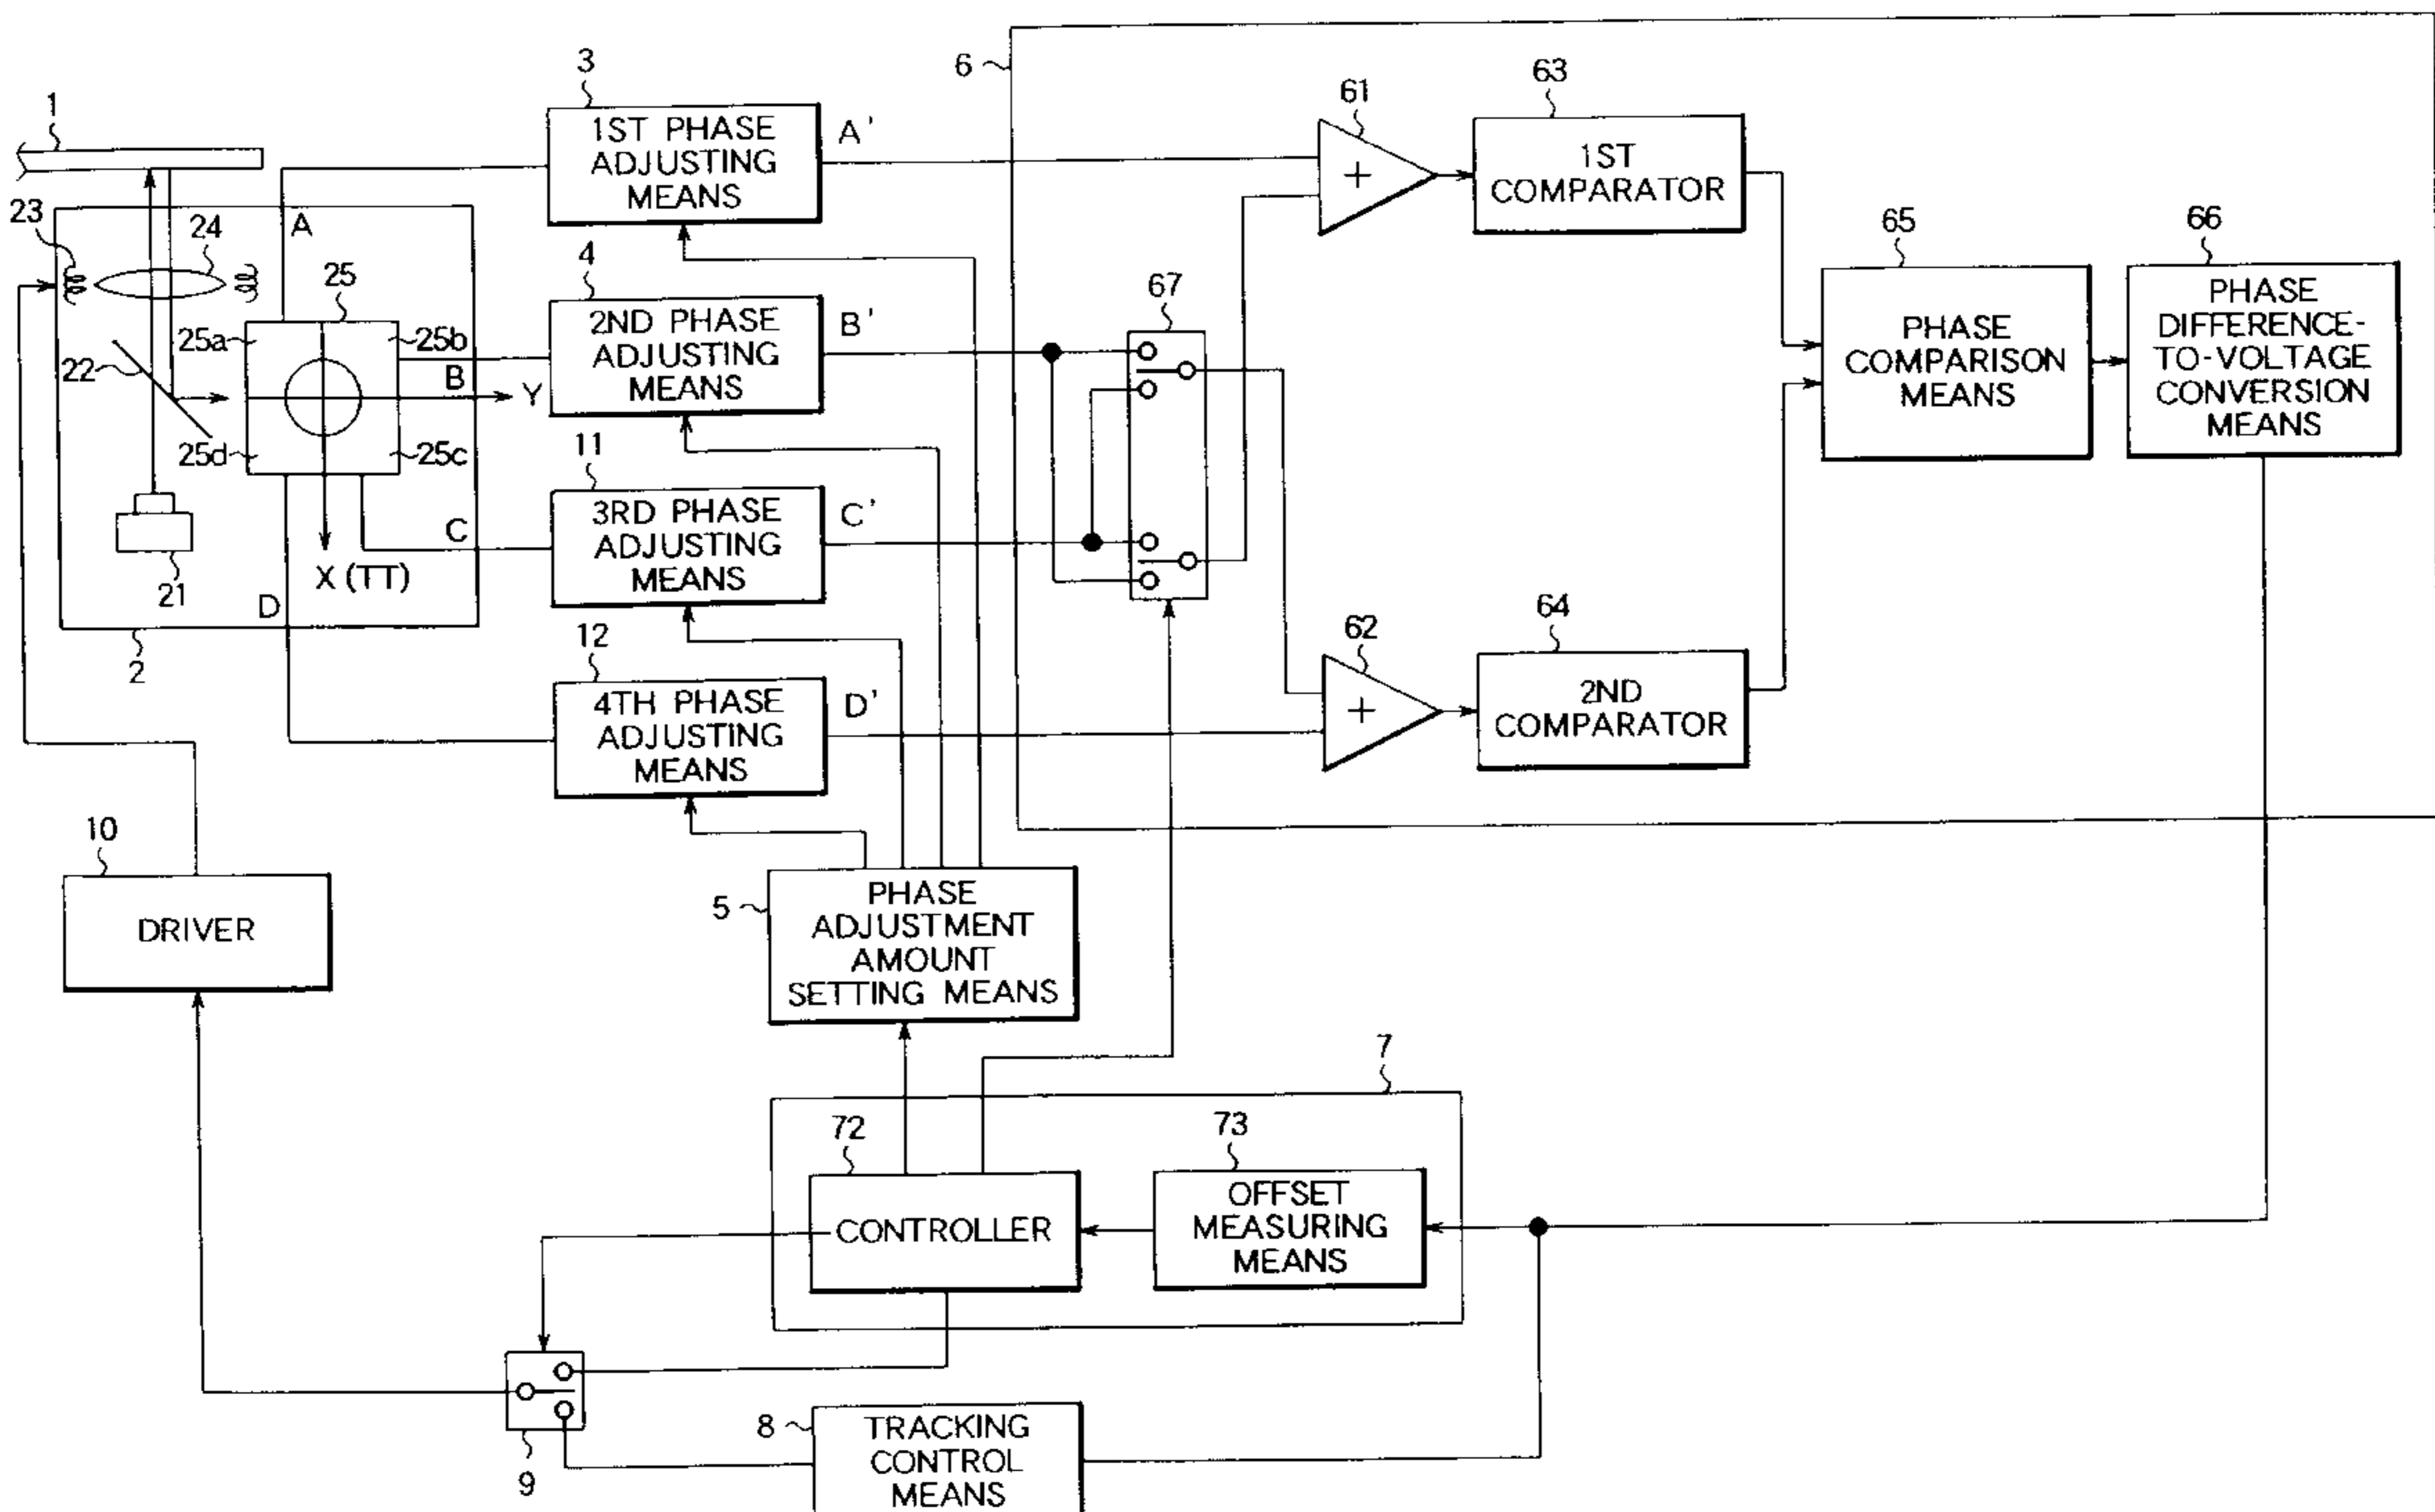 1
23
24
22
21
2
A
25
25a
25b
25c
25d
B
Y
C
X (TT)
D
3
1ST PHASE
ADJUSTING
MEANS
A'
4
2ND PHASE
ADJUSTING
MEANS
B'
11
3RD PHASE
ADJUSTING
MEANS
C'
12
4TH PHASE
ADJUSTING
MEANS
D'
6
67
61
+
63
1ST
COMPARATOR
62
+
64
2ND
COMPARATOR
65
PHASE
COMPARISON
MEANS
66
PHASE
DIFFERENCE-
TO-VOLTAGE
CONVERSION
MEANS
10
DRIVER
5
PHASE
ADJUSTMENT
AMOUNT
SETTING MEANS
7
72
CONTROLLER
73
OFFSET
MEASURING
MEANS
9
8
TRACKING
CONTROL
MEANS